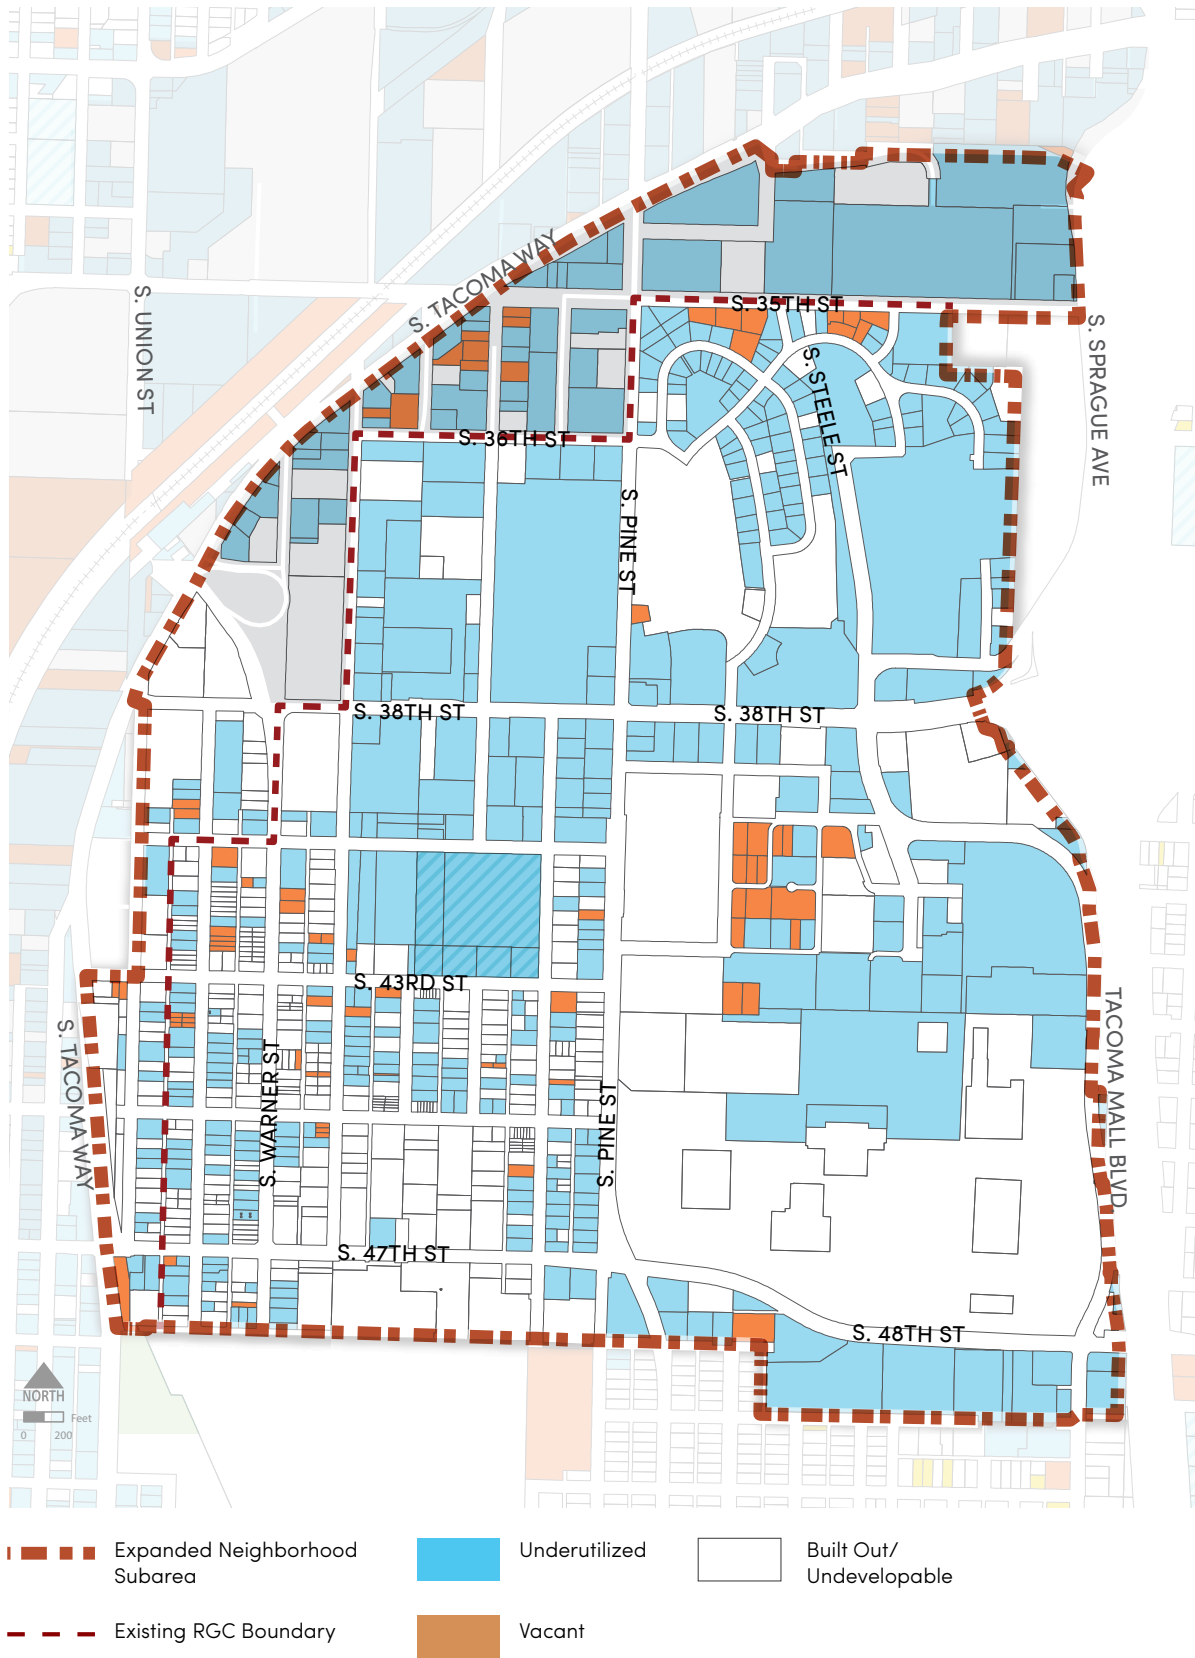 S. TACOMA WAY
S. UNION ST
S. 35TH ST
S. STEELE ST
S. SPRAGUE AVE
S. 36TH ST
S. PINE ST
S. 38TH ST
S. 38TH ST
S. 43RD ST
S. TACOMA WAY
S. WARNER ST
S. PINE ST
TACOMA MALL BLVD
S. 47TH ST
S. 48TH ST
NORTH
Feet
0 200
Expanded Neighborhood
Subarea
Underutilized
Built Out/
Undevelopable
Existing RGC Boundary
Vacant